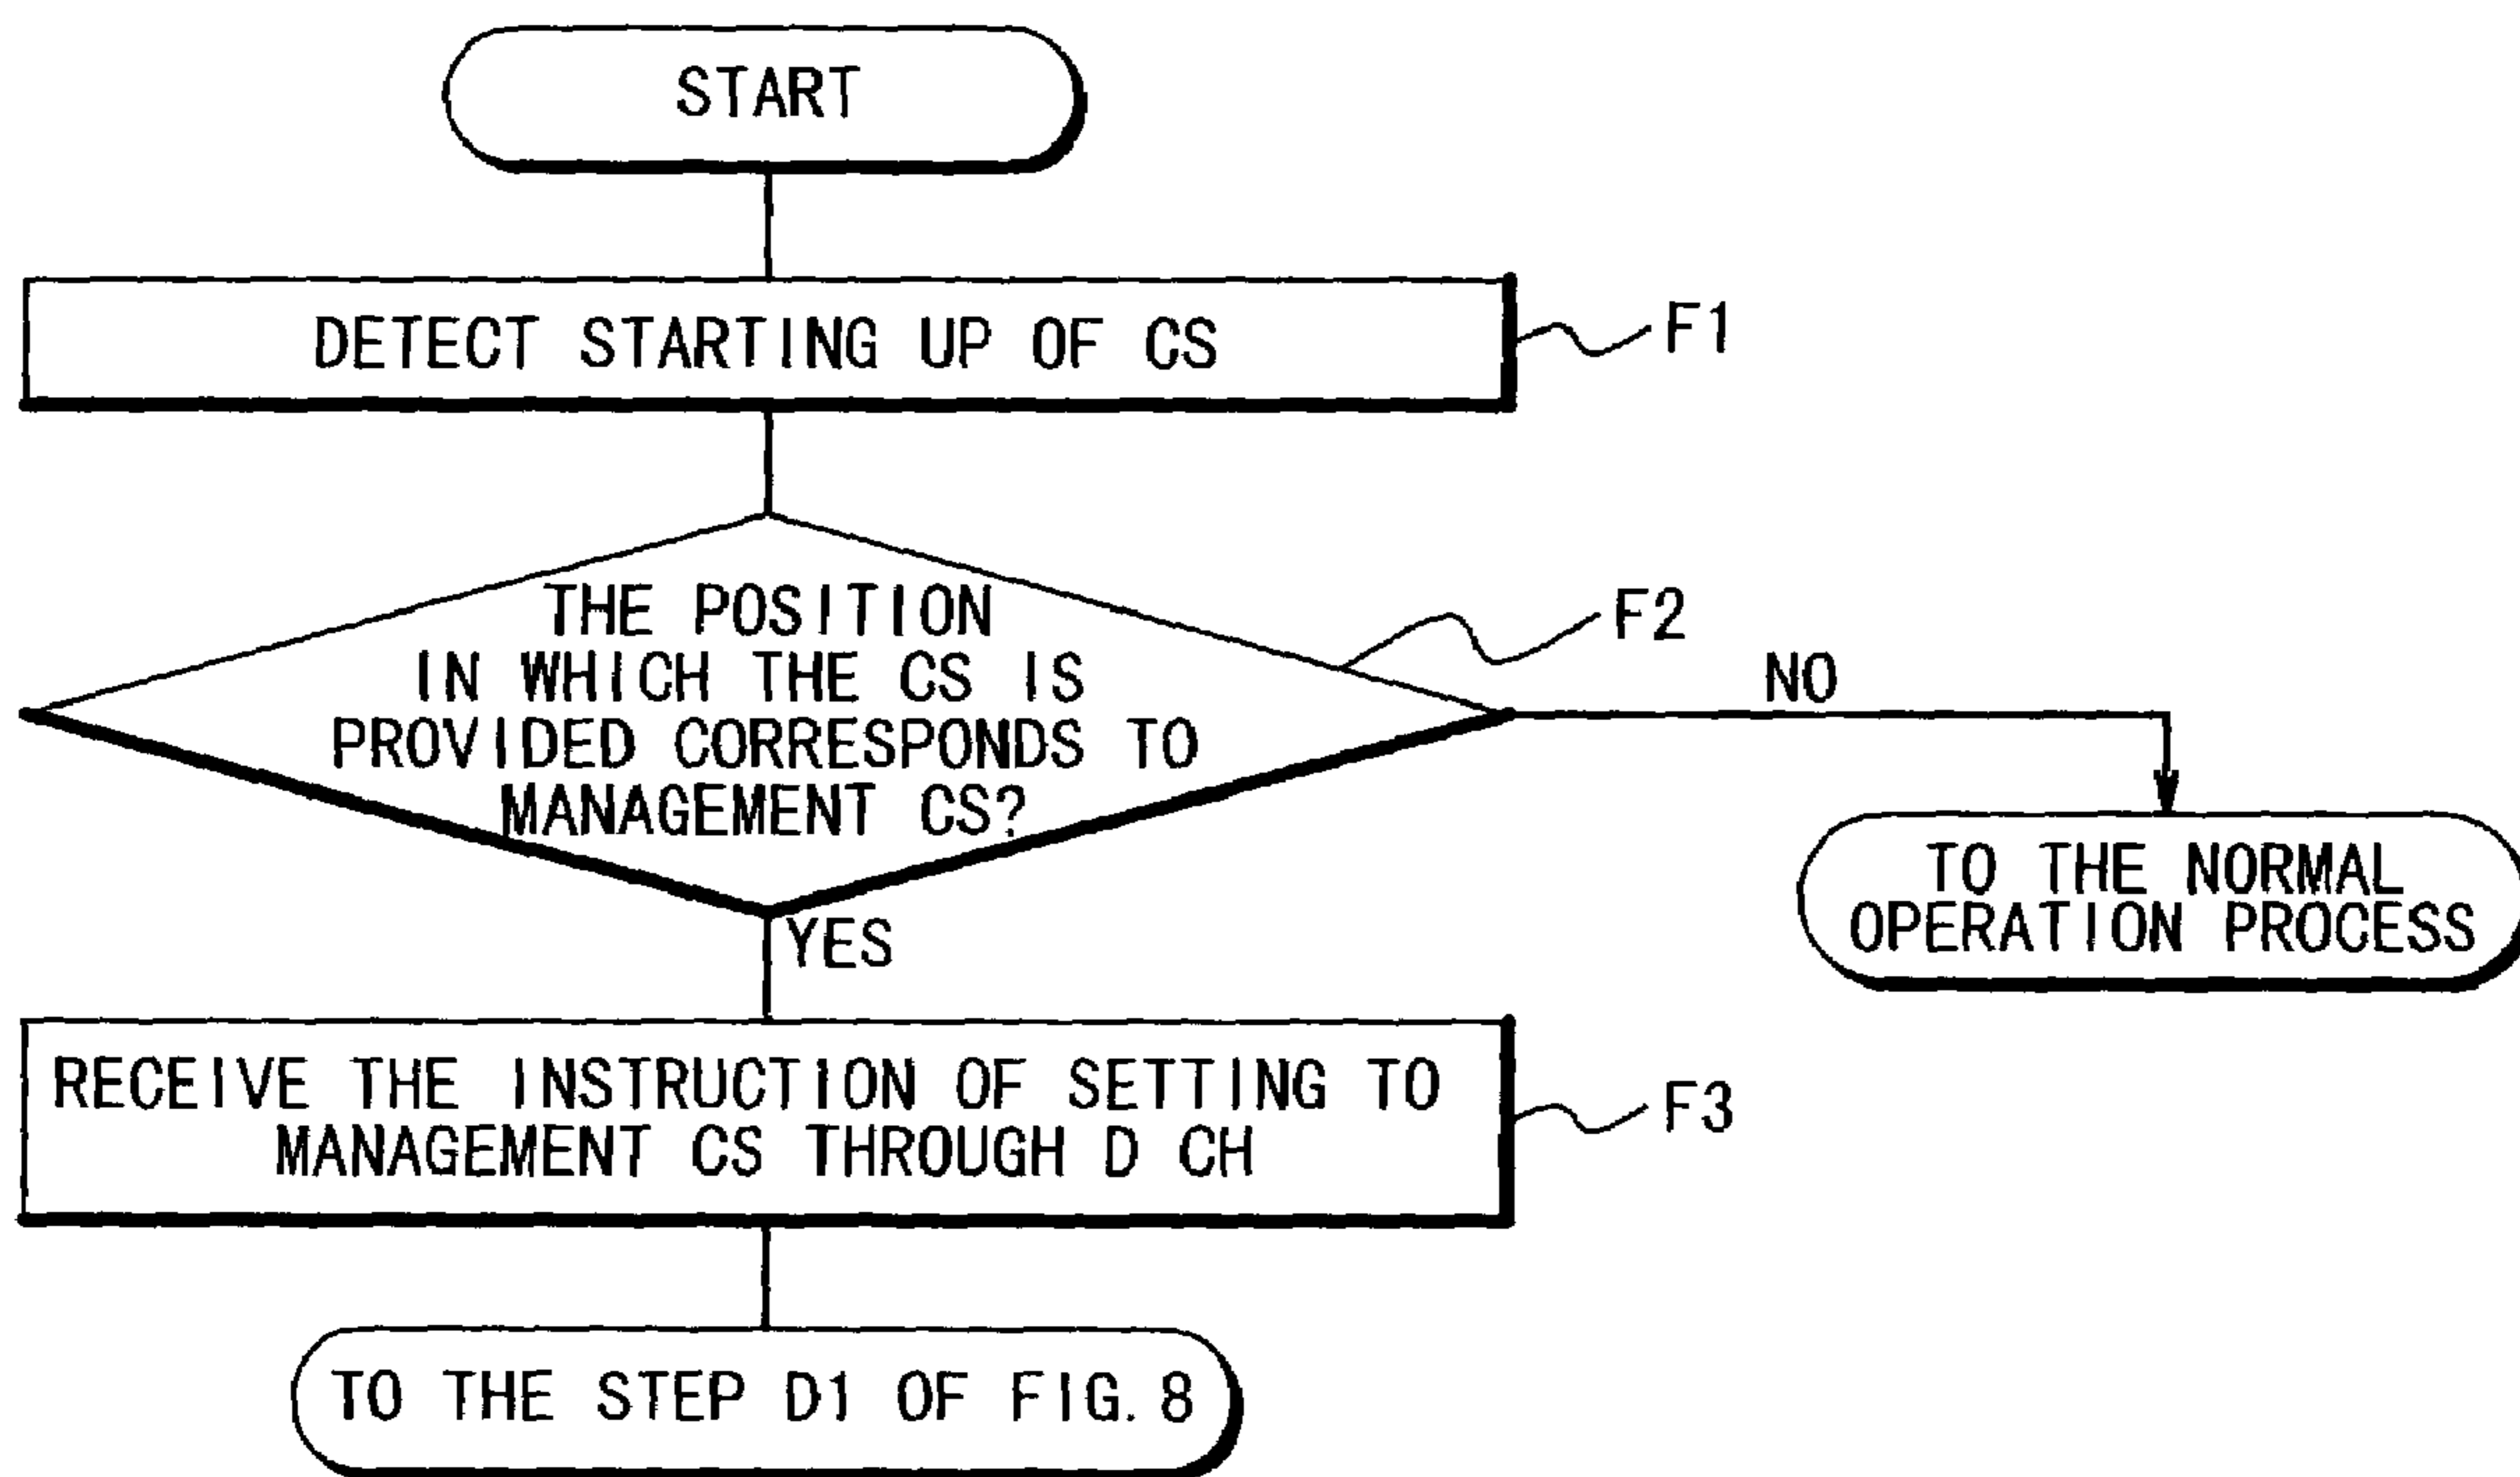 START
DETECT STARTING UP OF CS
F1
THE POSITION
IN WHICH THE CS IS
PROVIDED CORRESPONDS TO
MANAGEMENT CS?
F2
NO
TO THE NORMAL
OPERATION PROCESS
YES
RECEIVE THE INSTRUCTION OF SETTING TO
MANAGEMENT CS THROUGH D CH
F3
TO THE STEP D1 OF FIG. 8